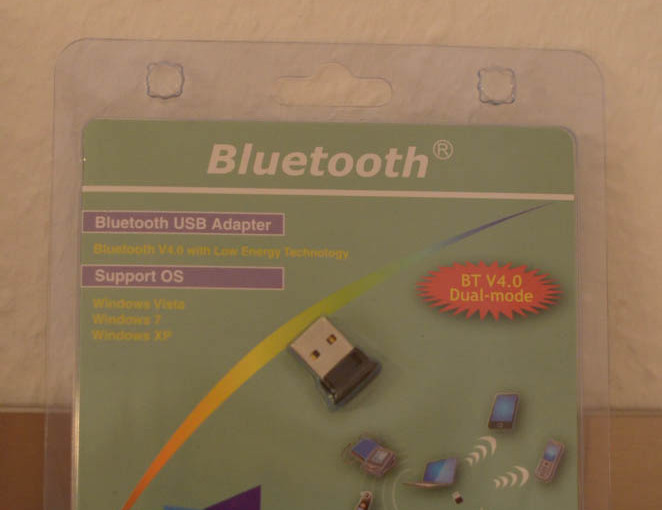 Bluetooth®
Bluetooth USB Adapter
Bluetooth V4.0 with Low Energy Technology
Support OS
Windows Vista
Windows 7
Windows XP
BT V4.0
Dual-mode